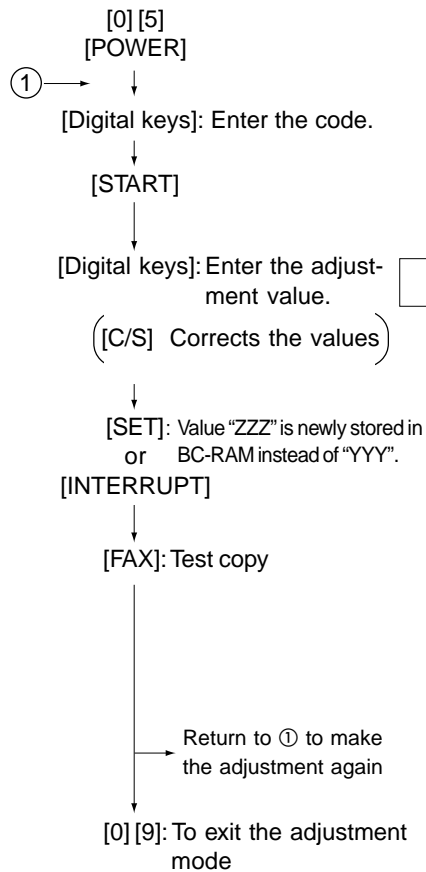 [0] [5]
[POWER]
①
[Digital keys]: Enter the code.
[START]
[Digital keys]: Enter the adjust-
ment value.
([C/S] Corrects the values)
[SET]: Value “ZZZ” is newly stored in
or BC-RAM instead of “YYY”.
[INTERRUPT]
[FAX]: Test copy
Return to ① to make
the adjustment again
[0] [9]: To exit the adjustment
mode